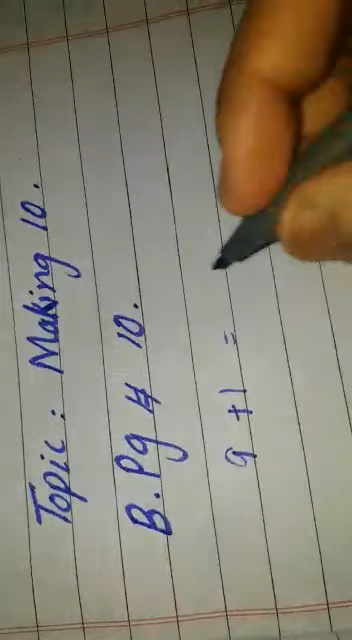 Topic: Making 10.
B.Pg # 10.
9 + 1 =